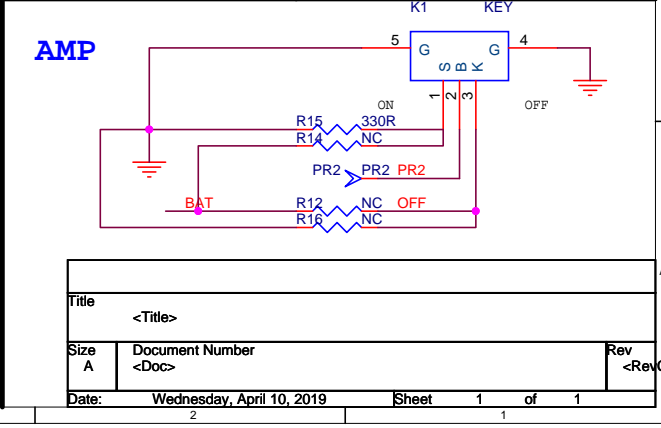 K1 KEY
AMP
5 G G 4
S B K
1 2 3
ON OFF
R15 330R
R14 NC
PR2 PR2 PR2
BAT R12 NC OFF
R16 NC
Title
<Title>
Size Document Number Rev
A <Doc> <Rev
Date: Wednesday, April 10, 2019 Sheet 1 of 1
2 1